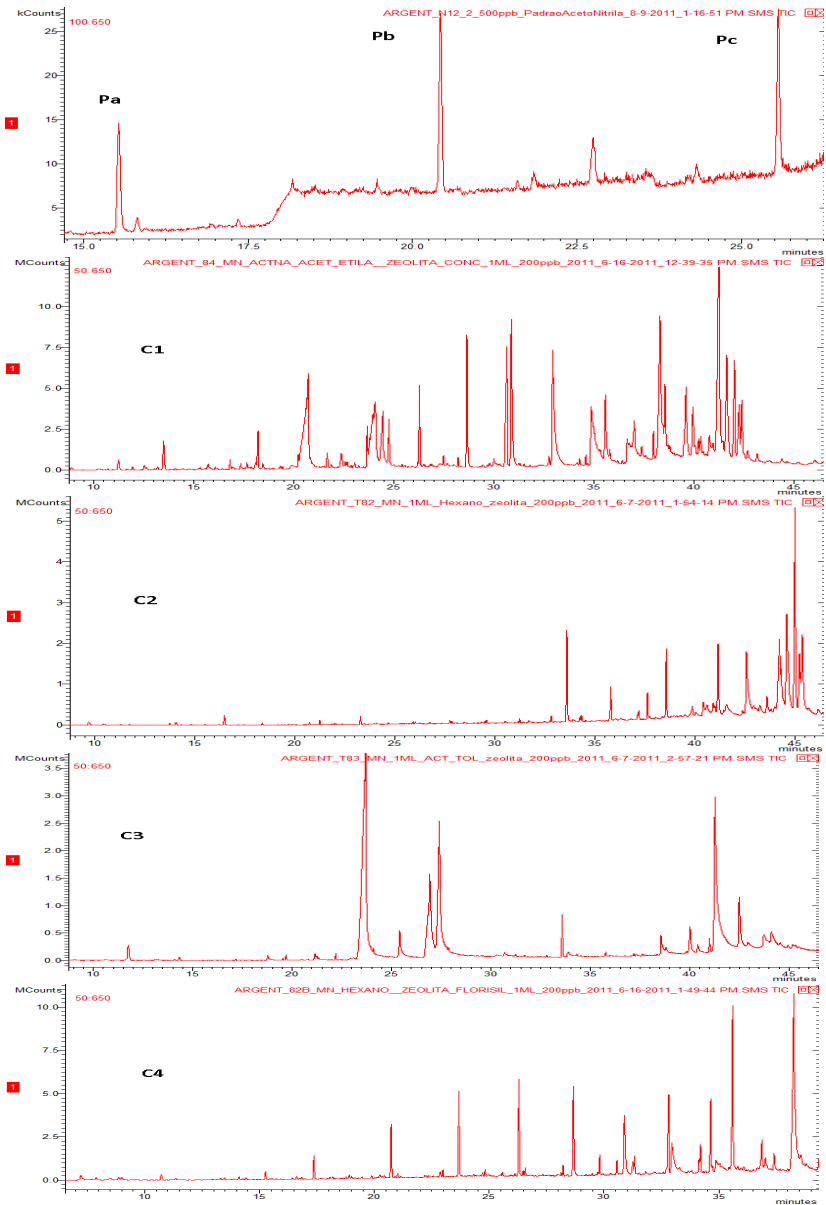 kCounts ARGENT_N12_2_500ppb_PadraoAcetoNitrila_8-9-2011_1-16-51 PM.SMS TIC
100:650
Pa Pb Pc
1
25
20
15
10
5
15.0 17.5 20.0 22.5 25.0
minutes
MCounts ARGENT_84_MN_ACTNA_ACET_ETILA__ZEOLITA_CONC_1ML_200ppb_2011_6-16-2011_12-39-35 PM.SMS TIC
50:650
C1
1
10.0
7.5
5.0
2.5
0.0
10 15 20 25 30 35 40 45
minutes
MCounts ARGENT_T82_MN_1ML_Hexano_zeolita_200ppb_2011_6-7-2011_1-54-14 PM.SMS TIC
50:650
C2
1
5
4
3
2
1
0
10 15 20 25 30 35 40 45
minutes
MCounts ARGENT_T83_MN_1ML_ACT_TOL_zeolita_200ppb_2011_6-7-2011_2-57-21 PM.SMS TIC
50:650
C3
1
3.5
3.0
2.5
2.0
1.5
1.0
0.5
0.0
10 15 20 25 30 35 40 45
minutes
MCounts ARGENT_82B_MN_HEXANO__ZEOLITA_FLORISIL_1ML_200ppb_2011_6-16-2011_1-49-44 PM.SMS TIC
50:650
C4
1
10.0
7.5
5.0
2.5
0.0
10 15 20 25 30 35
minutes